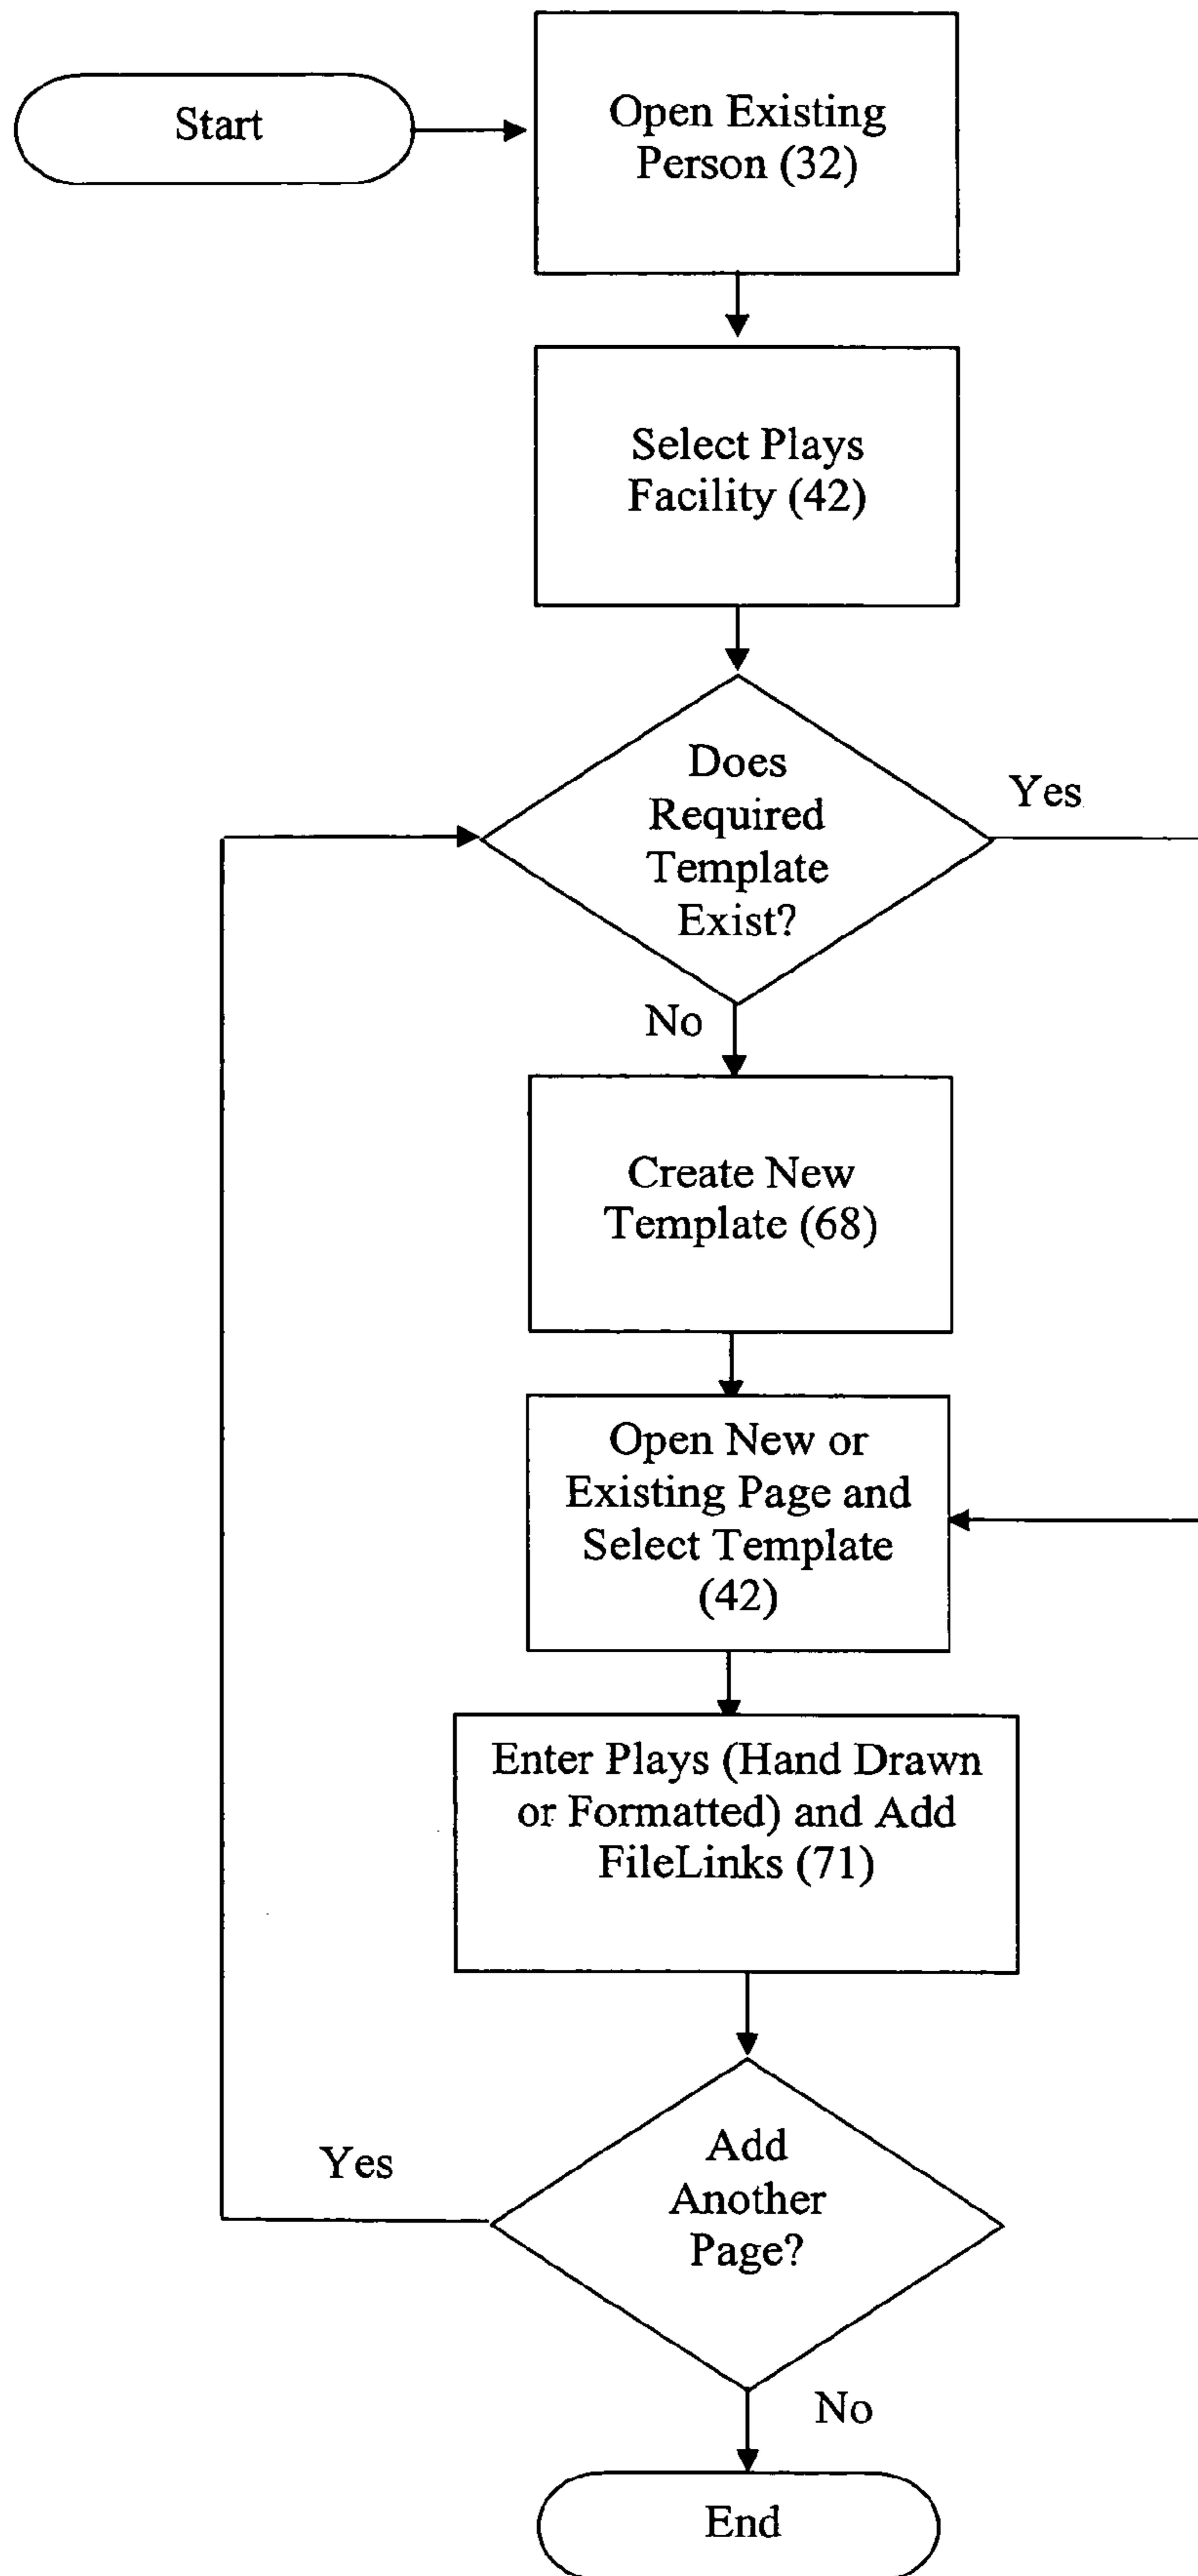 Start
Open Existing
Person (32)
Select Plays
Facility (42)
Does
Required
Template
Exist?
Yes
No
Create New
Template (68)
Open New or
Existing Page and
Select Template
(42)
Enter Plays (Hand Drawn
or Formatted) and Add
FileLinks (71)
Add
Another
Page?
Yes
No
End